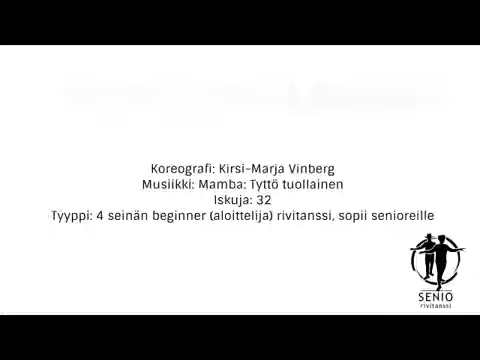 Koreografi: Kirsi-Marja Vinberg
Musiikki: Mamba: Tyttö tuollainen
Iskuja: 32
Tyyppi: 4 seinän beginner (aloittelija) rivitanssi, sopii senioreille
SENIO
rivitanssi